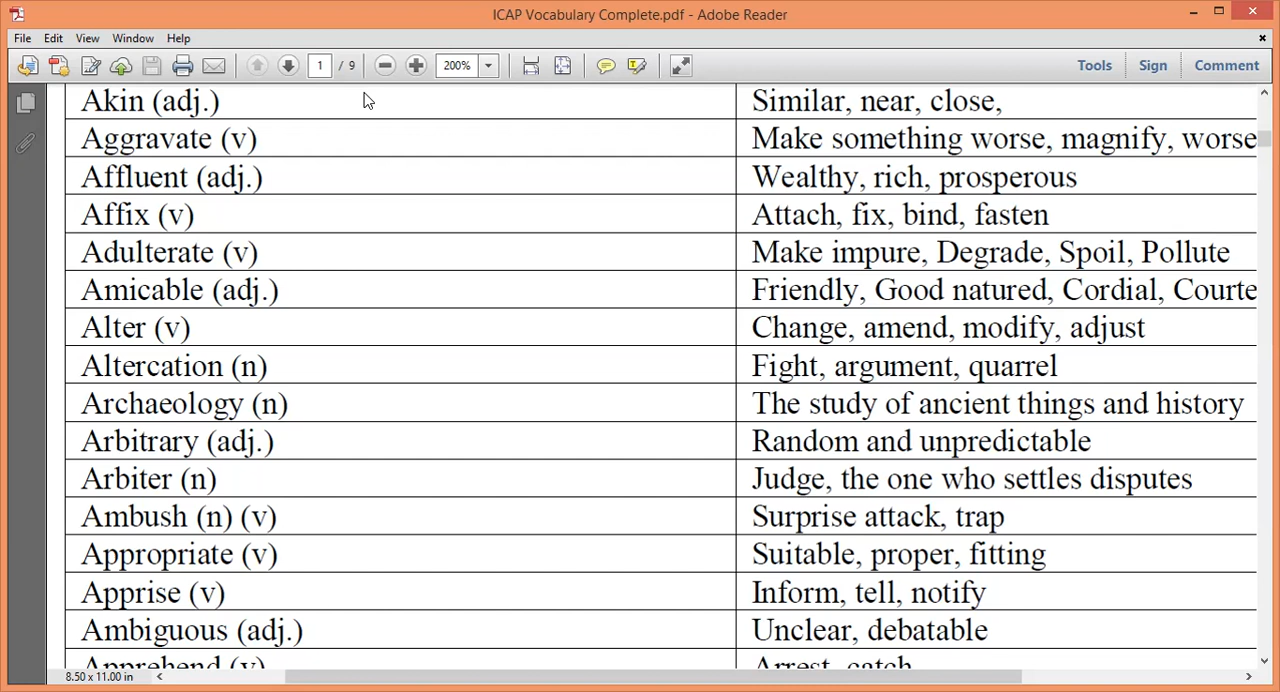 ICAP Vocabulary Complete.pdf - Adobe Reader
File Edit View Window Help
1 / 9 200% Tools Sign Comment
Akin (adj.) Similar, near, close,
Aggravate (v) Make something worse, magnify, worse
Affluent (adj.) Wealthy, rich, prosperous
Affix (v) Attach, fix, bind, fasten
Adulterate (v) Make impure, Degrade, Spoil, Pollute
Amicable (adj.) Friendly, Good natured, Cordial, Courte
Alter (v) Change, amend, modify, adjust
Altercation (n) Fight, argument, quarrel
Archaeology (n) The study of ancient things and history
Arbitrary (adj.) Random and unpredictable
Arbiter (n) Judge, the one who settles disputes
Ambush (n) (v) Surprise attack, trap
Appropriate (v) Suitable, proper, fitting
Apprise (v) Inform, tell, notify
Ambiguous (adj.) Unclear, debatable
Apprehend (v) Arrest, catch
8.50 x 11.00 in